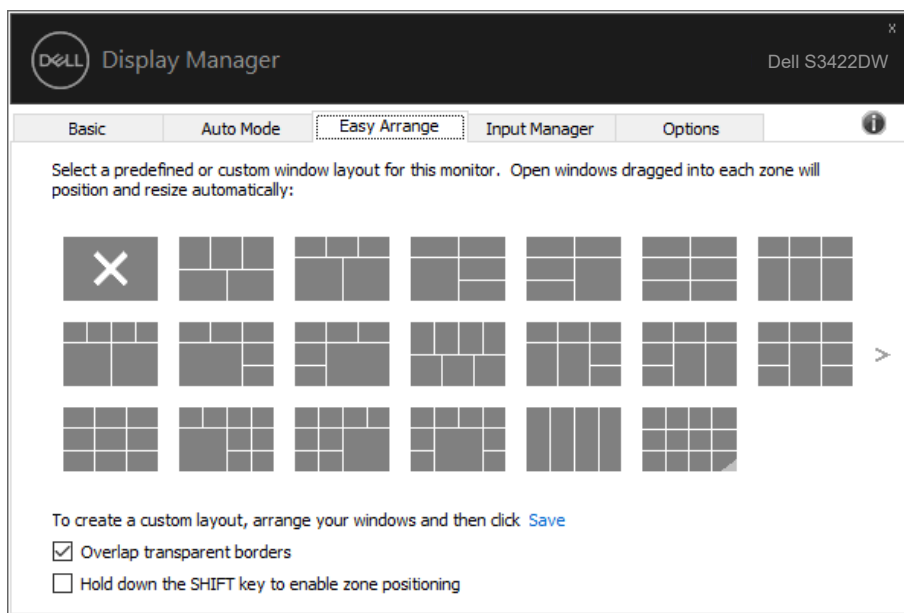 x
DELL Display Manager
Dell S3422DW
Basic Auto Mode Easy Arrange Input Manager Options
Select a predefined or custom window layout for this monitor. Open windows dragged into each zone will
position and resize automatically:
>
To create a custom layout, arrange your windows and then click Save
Overlap transparent borders
Hold down the SHIFT key to enable zone positioning